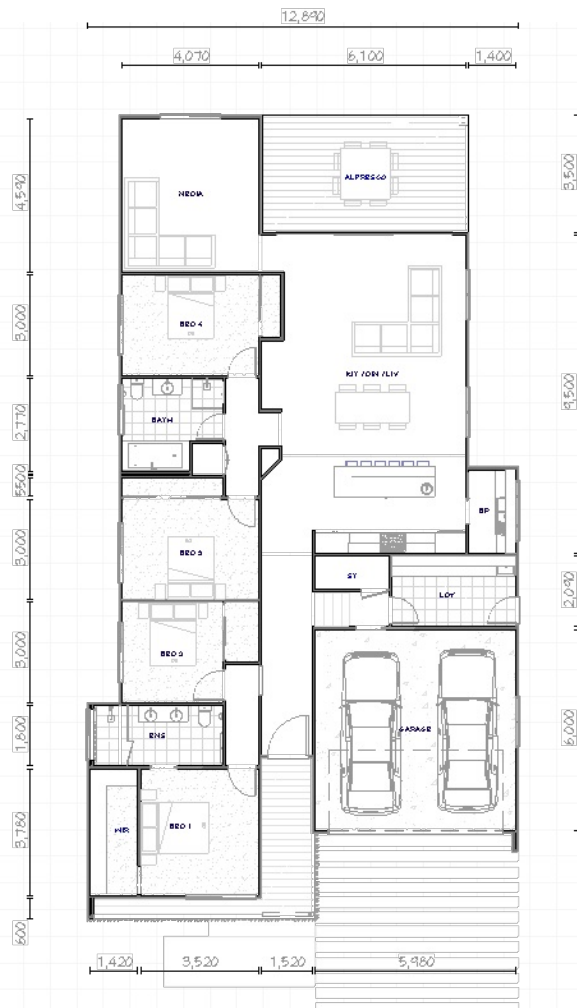 12,890
4,070
6,100
1,400
4,590
3,500
MEDIA
ALFRESCO
3,000
BED 4
KIT /DIN /LIV
9,500
2,770
BATH
BP
3,000
BED 3
SY
LDY
2,090
3,000
BED 2
1,800
ENS
GARAGE
6,000
3,780
WIR
BED 1
600
1,420
3,520
1,520
5,980